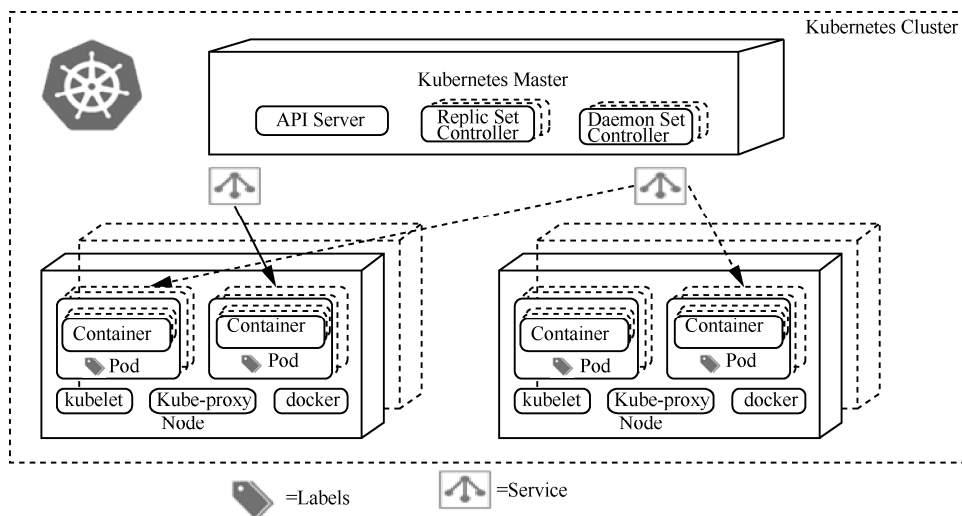 Kubernetes Cluster
Kubernetes Master
API Server
Replic Set
Controller
Daemon Set
Controller
Container
Pod
Container
Pod
kubelet
Kube-proxy
docker
Node
Container
Pod
Container
Pod
kubelet
Kube-proxy
docker
Node
=Labels
=Service